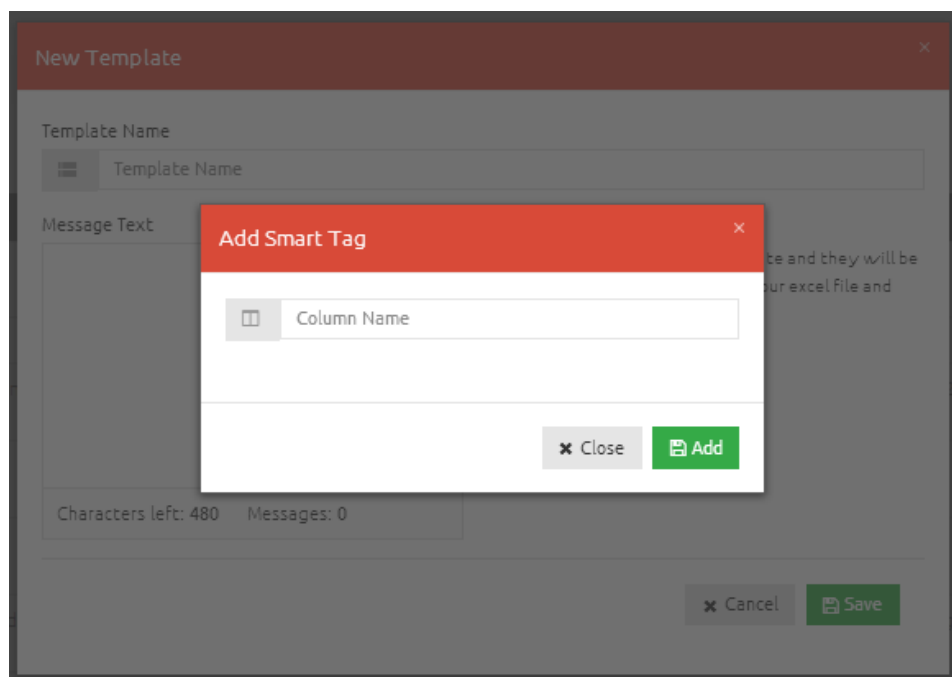 New Template
×
Template Name
Template Name
Message Text
te and they will be
our excel file and
Add Smart Tag
×
Column Name
Close
Add
Characters left: 480 Messages: 0
Cancel
Save